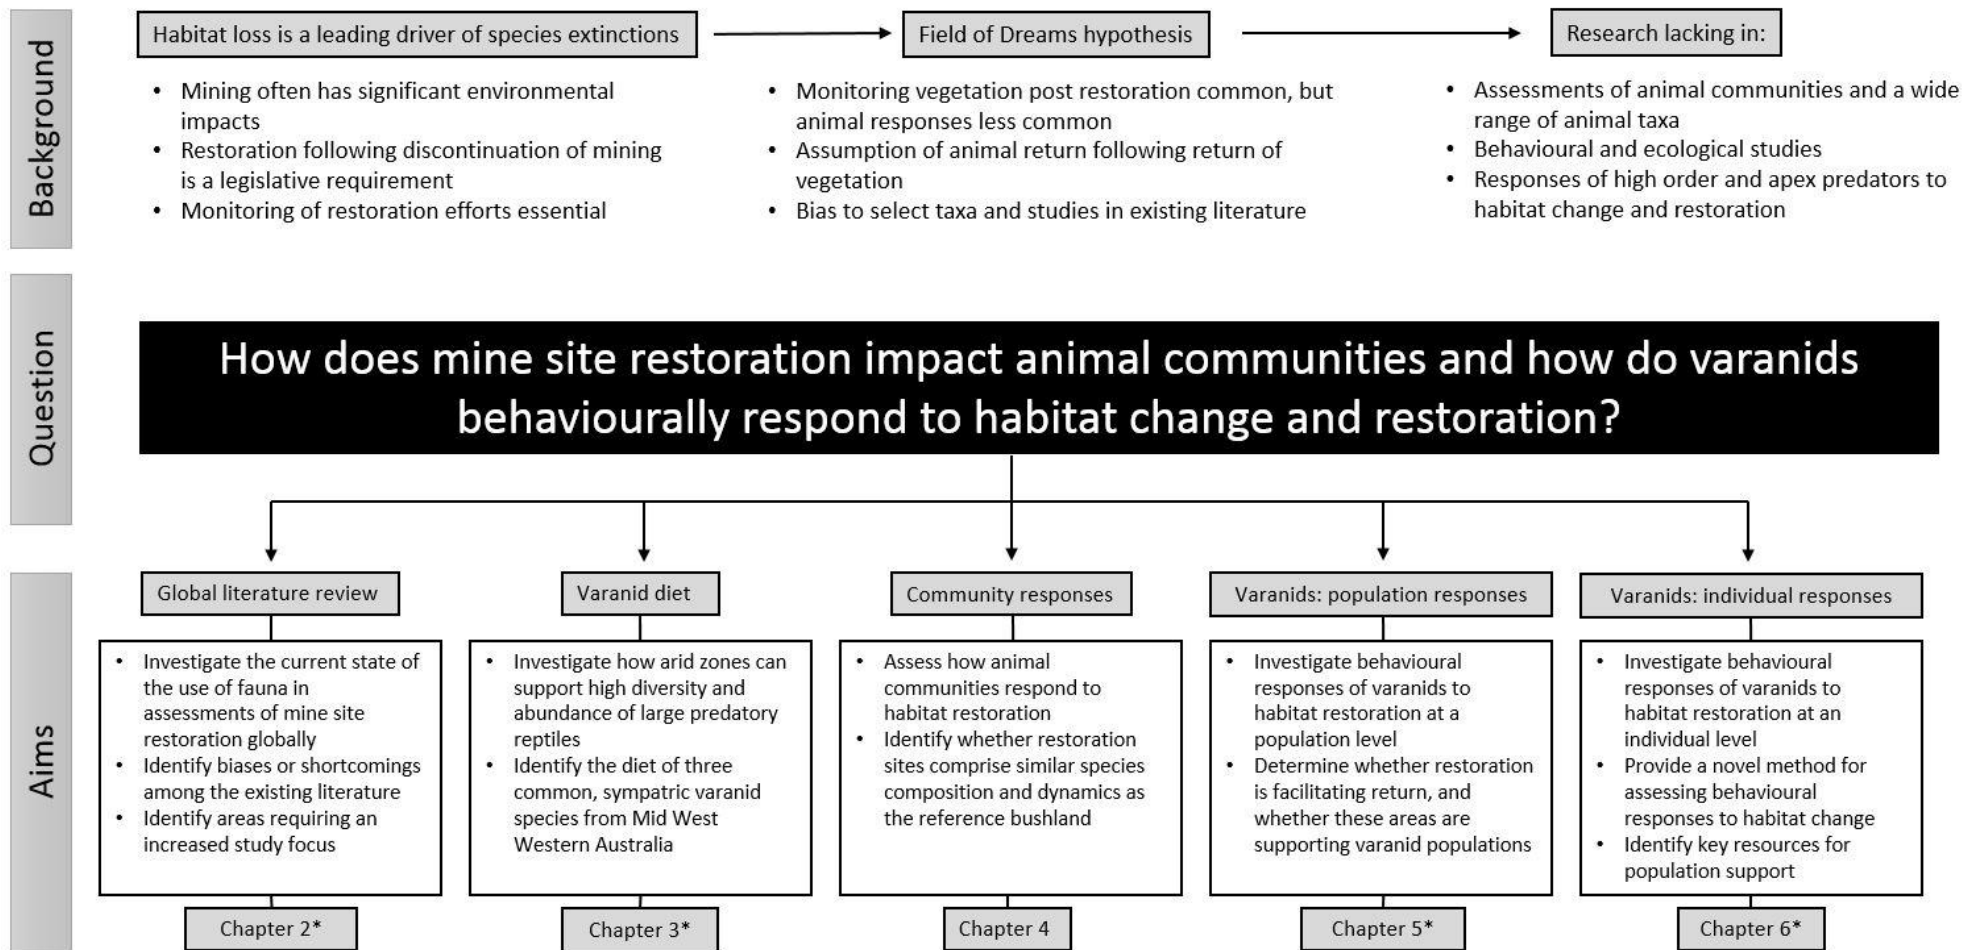 Background
Habitat loss is a leading driver of species extinctions
• Mining often has significant environmental
impacts
• Restoration following discontinuation of mining
is a legislative requirement
• Monitoring of restoration efforts essential
Field of Dreams hypothesis
• Monitoring vegetation post restoration common, but
animal responses less common
• Assumption of animal return following return of
vegetation
• Bias to select taxa and studies in existing literature
Research lacking in:
• Assessments of animal communities and a wide
range of animal taxa
• Behavioural and ecological studies
• Responses of high order and apex predators to
habitat change and restoration
Question
How does mine site restoration impact animal communities and how do varanids
behaviourally respond to habitat change and restoration?
Aims
Global literature review
• Investigate the current state of
the use of fauna in
assessments of mine site
restoration globally
• Identify biases or shortcomings
among the existing literature
• Identify areas requiring an
increased study focus
Chapter 2*
Varanid diet
• Investigate how arid zones can
support high diversity and
abundance of large predatory
reptiles
• Identify the diet of three
common, sympatric varanid
species from Mid West
Western Australia
Chapter 3*
Community responses
• Assess how animal
communities respond to
habitat restoration
• Identify whether restoration
sites comprise similar species
composition and dynamics as
the reference bushland
Chapter 4
Varanids: population responses
• Investigate behavioural
responses of varanids to
habitat restoration at a
population level
• Determine whether restoration
is facilitating return, and
whether these areas are
supporting varanid populations
Chapter 5*
Varanids: individual responses
• Investigate behavioural
responses of varanids to
habitat restoration at an
individual level
• Provide a novel method for
assessing behavioural
responses to habitat change
• Identify key resources for
population support
Chapter 6*